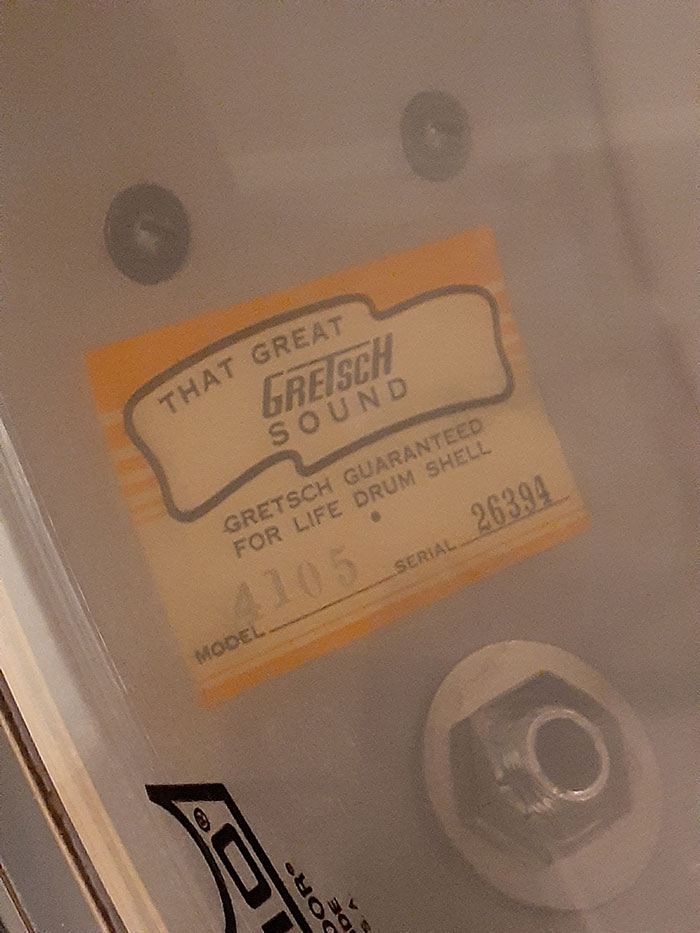 THAT GREAT
GRETSCH
SOUND
GRETSCH GUARANTEED
FOR LIFE DRUM SHELL
MODEL 4105 SERIAL 26394